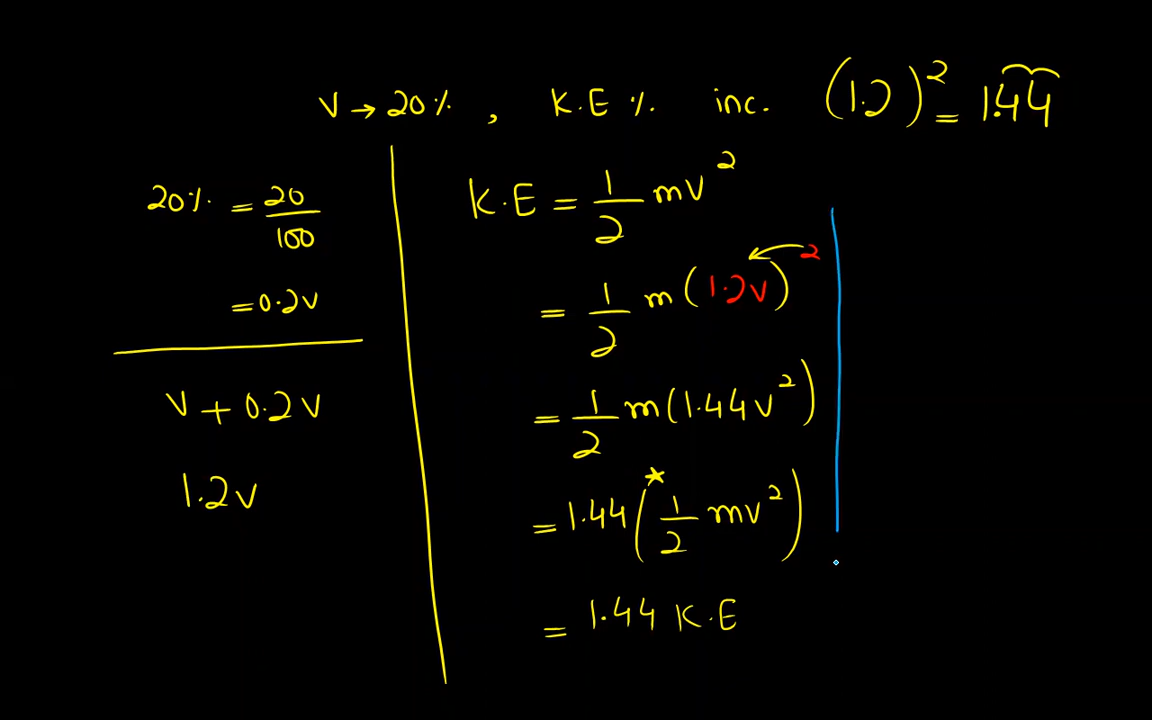 V → 20% , K.E % inc. (1.2)² = 1.44
20% = 20/100
= 0.2v
V + 0.2V
1.2v
K.E = 1/2 mv²
= 1/2 m(1.2v)²
= 1/2 m(1.44v²)
= 1.44(1/2 mv²)
= 1.44 K.E